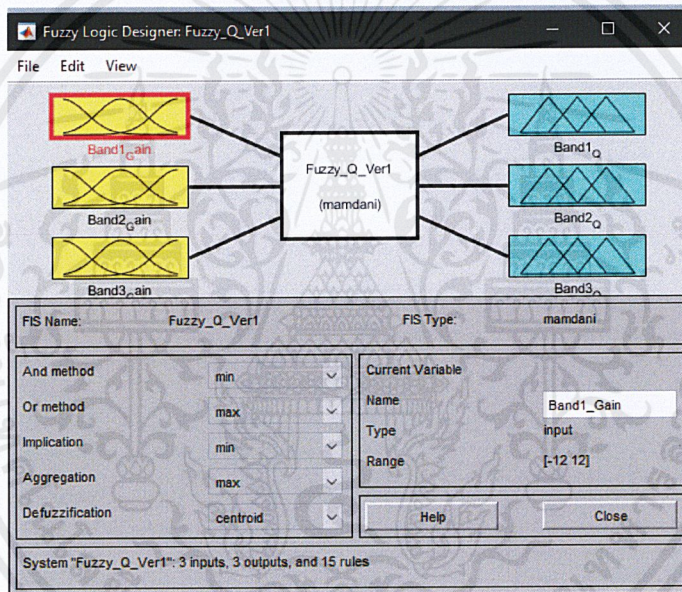 Fuzzy Logic Designer: Fuzzy_Q_Ver1
File Edit View
Band1_Gain
Band2_Gain
Band3_Gain
Fuzzy_Q_Ver1
(mamdani)
Band1_Q
Band2_Q
Band3_Q
FIS Name: Fuzzy_Q_Ver1 FIS Type: mamdani
And method min
Or method max
Implication min
Aggregation max
Defuzzification centroid
Current Variable
Name Band1_Gain
Type input
Range [-12 12]
Help Close
System "Fuzzy_Q_Ver1": 3 inputs, 3 outputs, and 15 rules